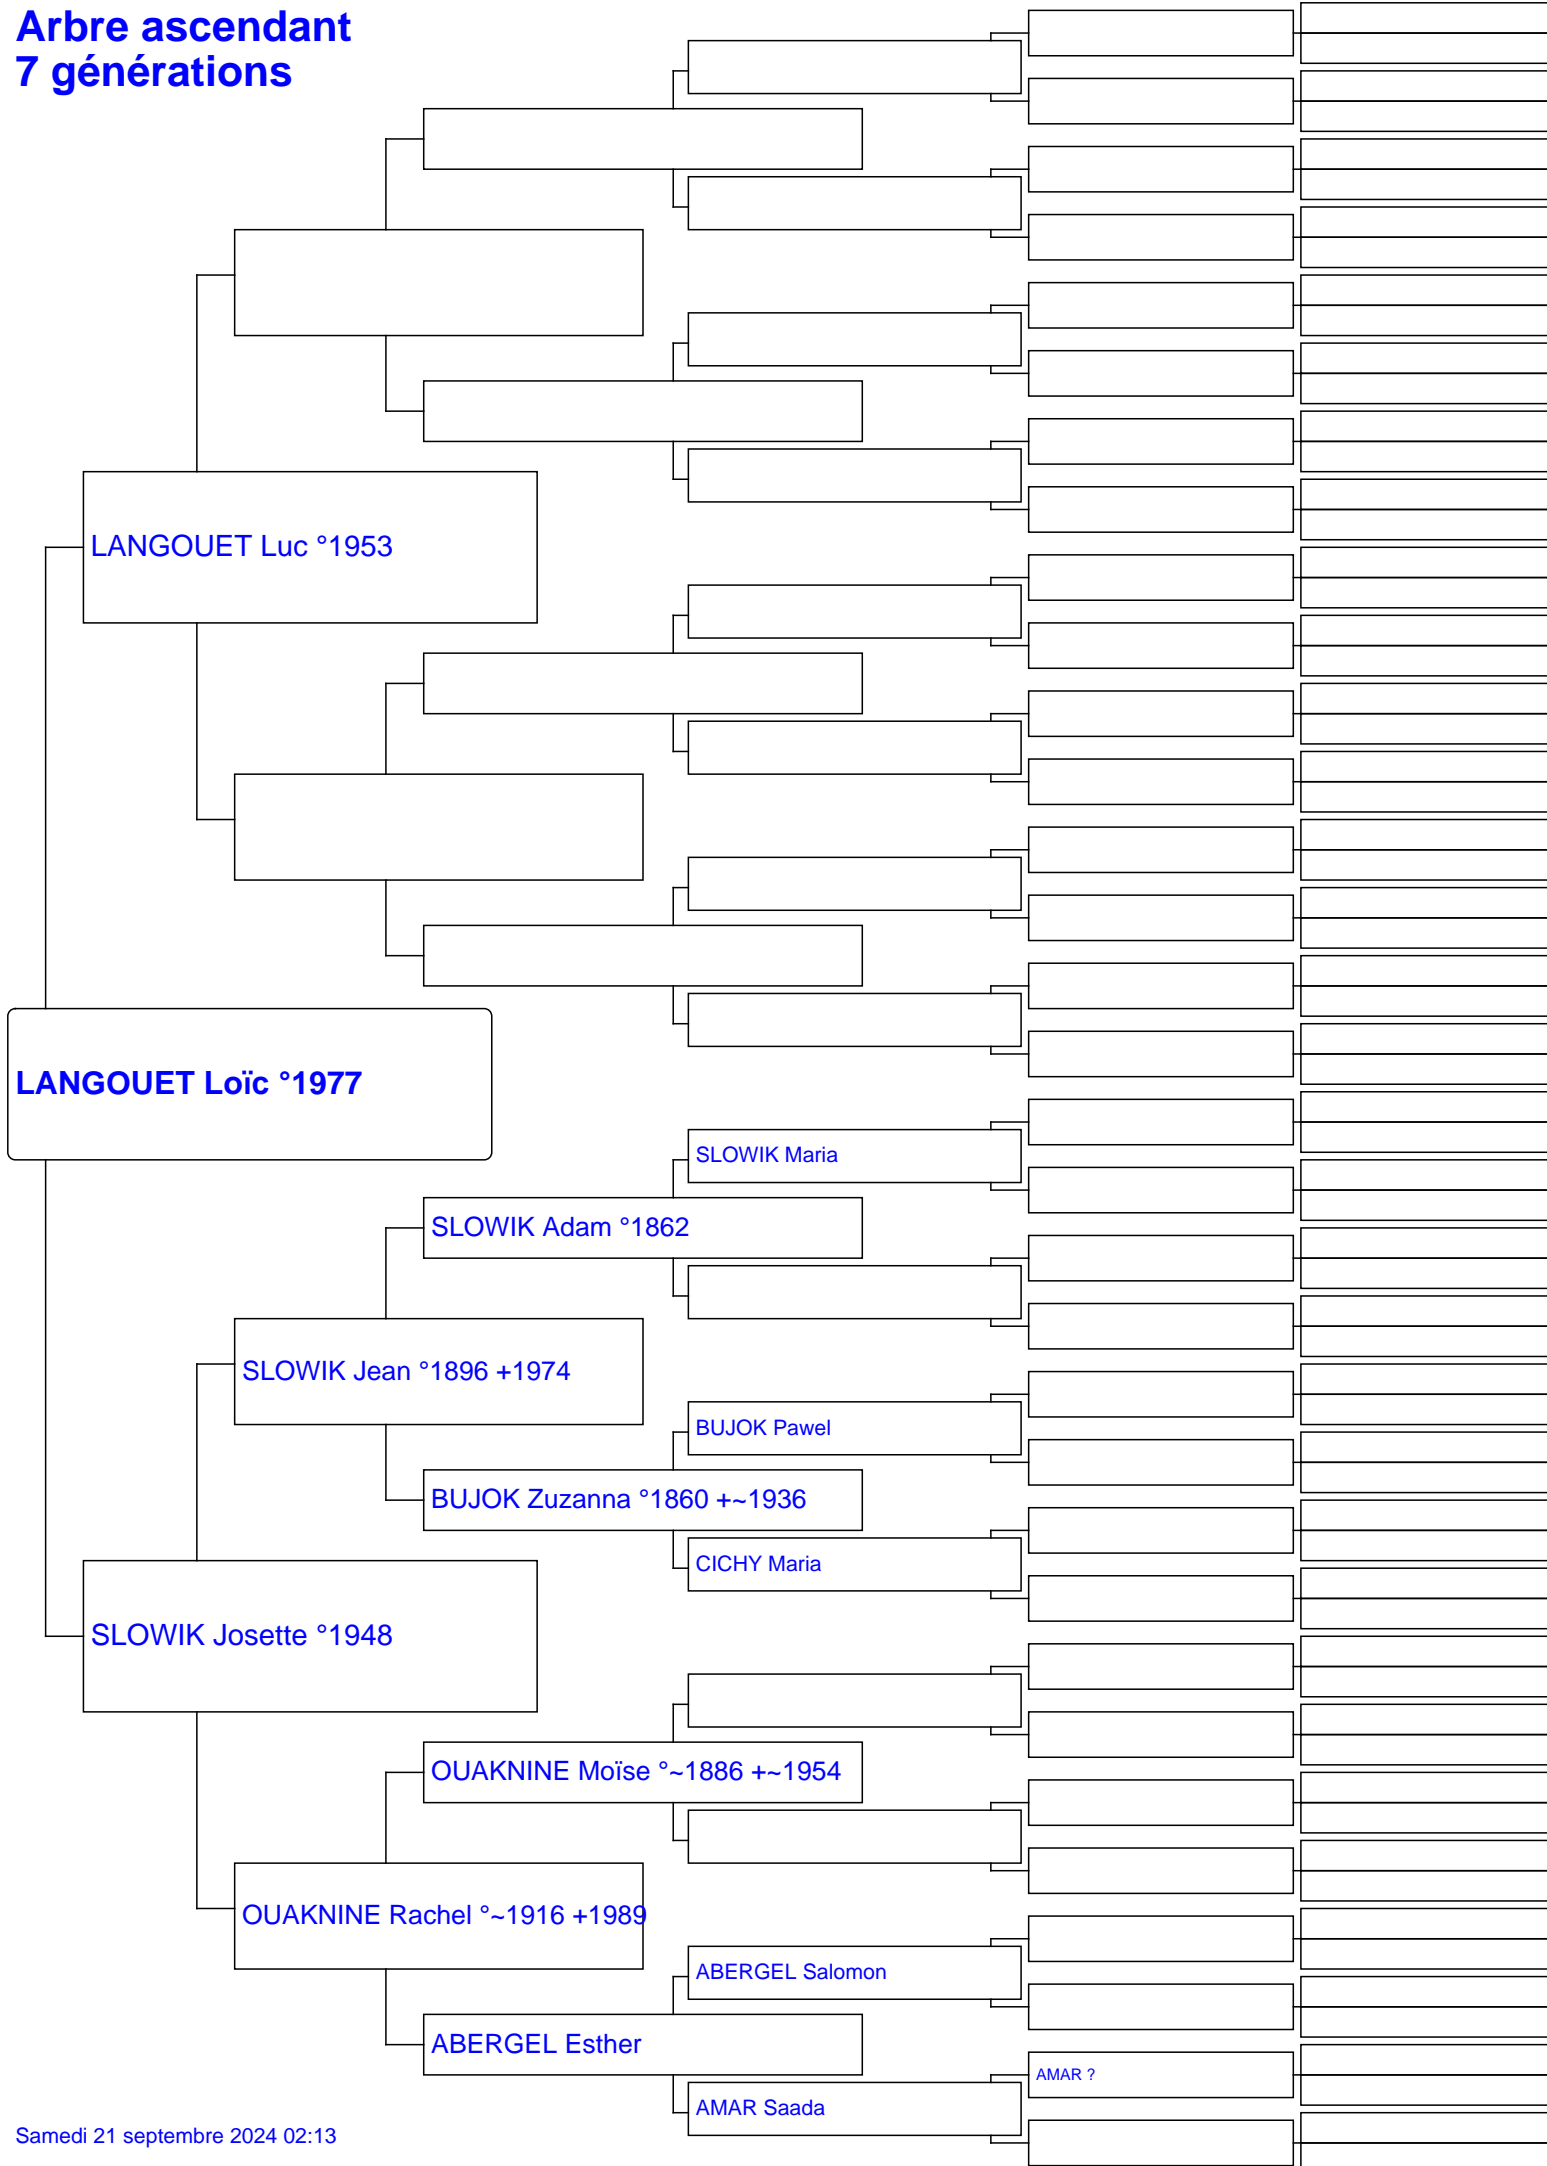 Arbre ascendant
7 générations
LANGOUET Luc °1953
LANGOUET Loïc °1977
SLOWIK Maria
SLOWIK Adam °1862
SLOWIK Jean °1896 +1974
BUJOK Pawel
BUJOK Zuzanna °1860 +~1936
CICHY Maria
SLOWIK Josette °1948
OUAKNINE Moïse °~1886 +~1954
OUAKNINE Rachel °~1916 +1989
ABERGEL Salomon
ABERGEL Esther
AMAR ?
AMAR Saada
Samedi 21 septembre 2024 02:13